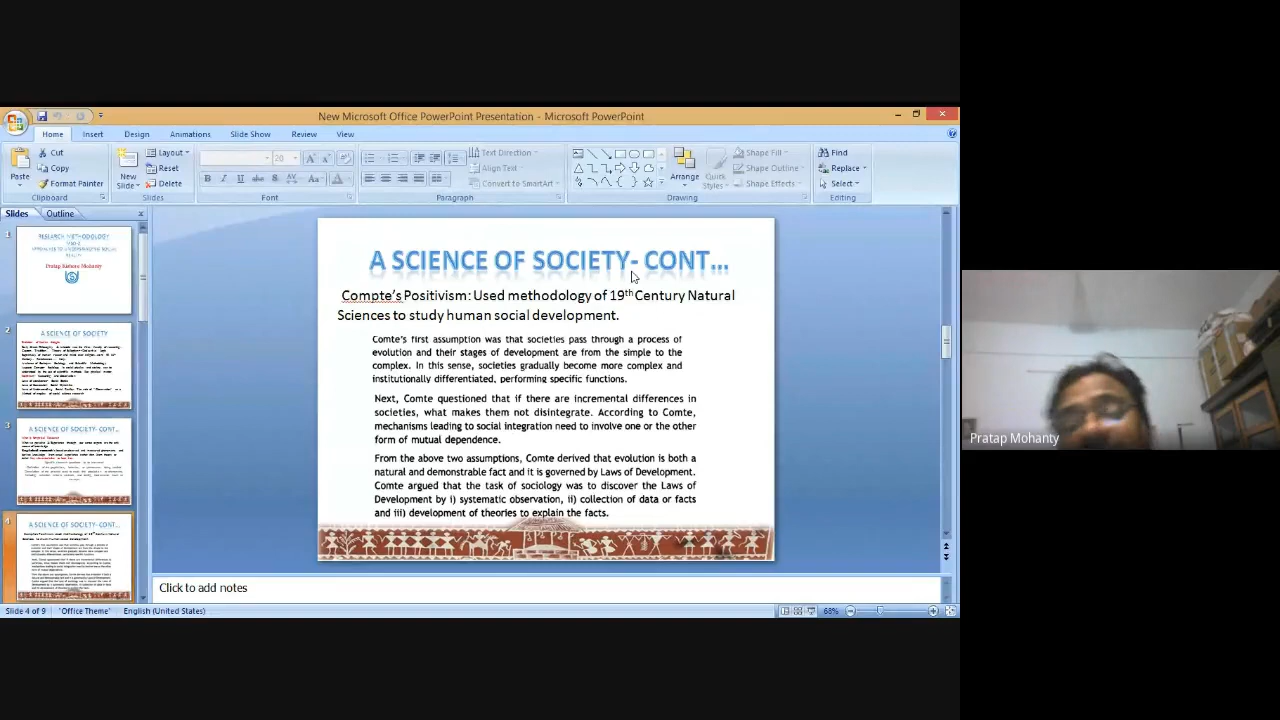 New Microsoft Office PowerPoint Presentation - Microsoft PowerPoint
Home Insert Design Animations Slide Show Review View
Cut
Copy
Format Painter
Paste
Clipboard
New Slide
Layout
Reset
Delete
Slides
20
Font
Text Direction
Align Text
Convert to SmartArt
Paragraph
Arrange
Quick Styles
Shape Fill
Shape Outline
Shape Effects
Drawing
Find
Replace
Select
Editing
Slides Outline
1
RESEARCH METHODOLOGY
Pratap Kishore Mohanty
2
A SCIENCE OF SOCIETY
3
A SCIENCE OF SOCIETY- CONT...
4
A SCIENCE OF SOCIETY- CONT...
A SCIENCE OF SOCIETY- CONT...
Compte's Positivism: Used methodology of 19th Century Natural
Sciences to study human social development.
Comte's first assumption was that societies pass through a process of
evolution and their stages of development are from the simple to the
complex. In this sense, societies gradually become more complex and
institutionally differentiated, performing specific functions.
Next, Comte questioned that if there are incremental differences in
societies, what makes them not disintegrate. According to Comte,
mechanisms leading to social integration need to involve one or the other
form of mutual dependence.
From the above two assumptions, Comte derived that evolution is both a
natural and demonstrable fact and it is governed by Laws of Development.
Comte argued that the task of sociology was to discover the Laws of
Development by i) systematic observation, ii) collection of data or facts
and iii) development of theories to explain the facts.
Click to add notes
Slide 4 of 9 "Office Theme" English (United States) 68%
Pratap Mohanty